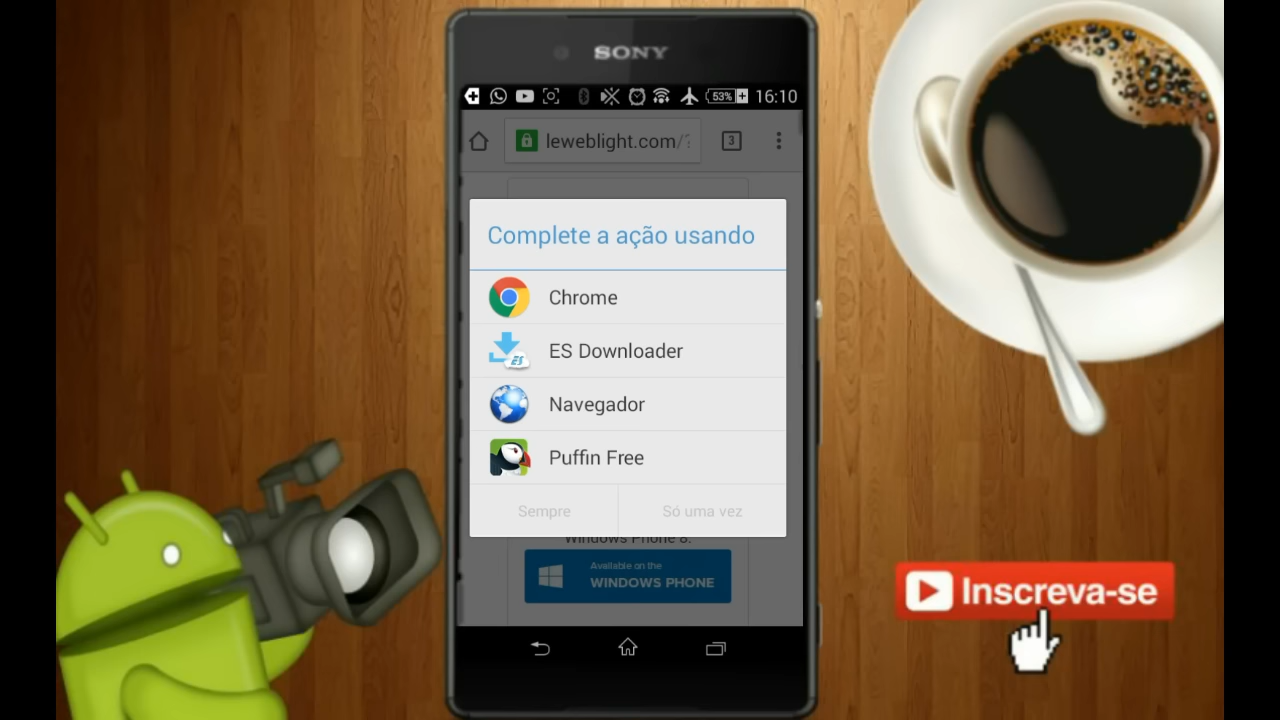 SONY
53% 16:10
leweblight.com/
3
Complete a ação usando
Chrome
ES Downloader
ES
Navegador
Puffin Free
Sempre
Só uma vez
Windows Phone 8:
Available on the
WINDOWS PHONE
Inscreva-se